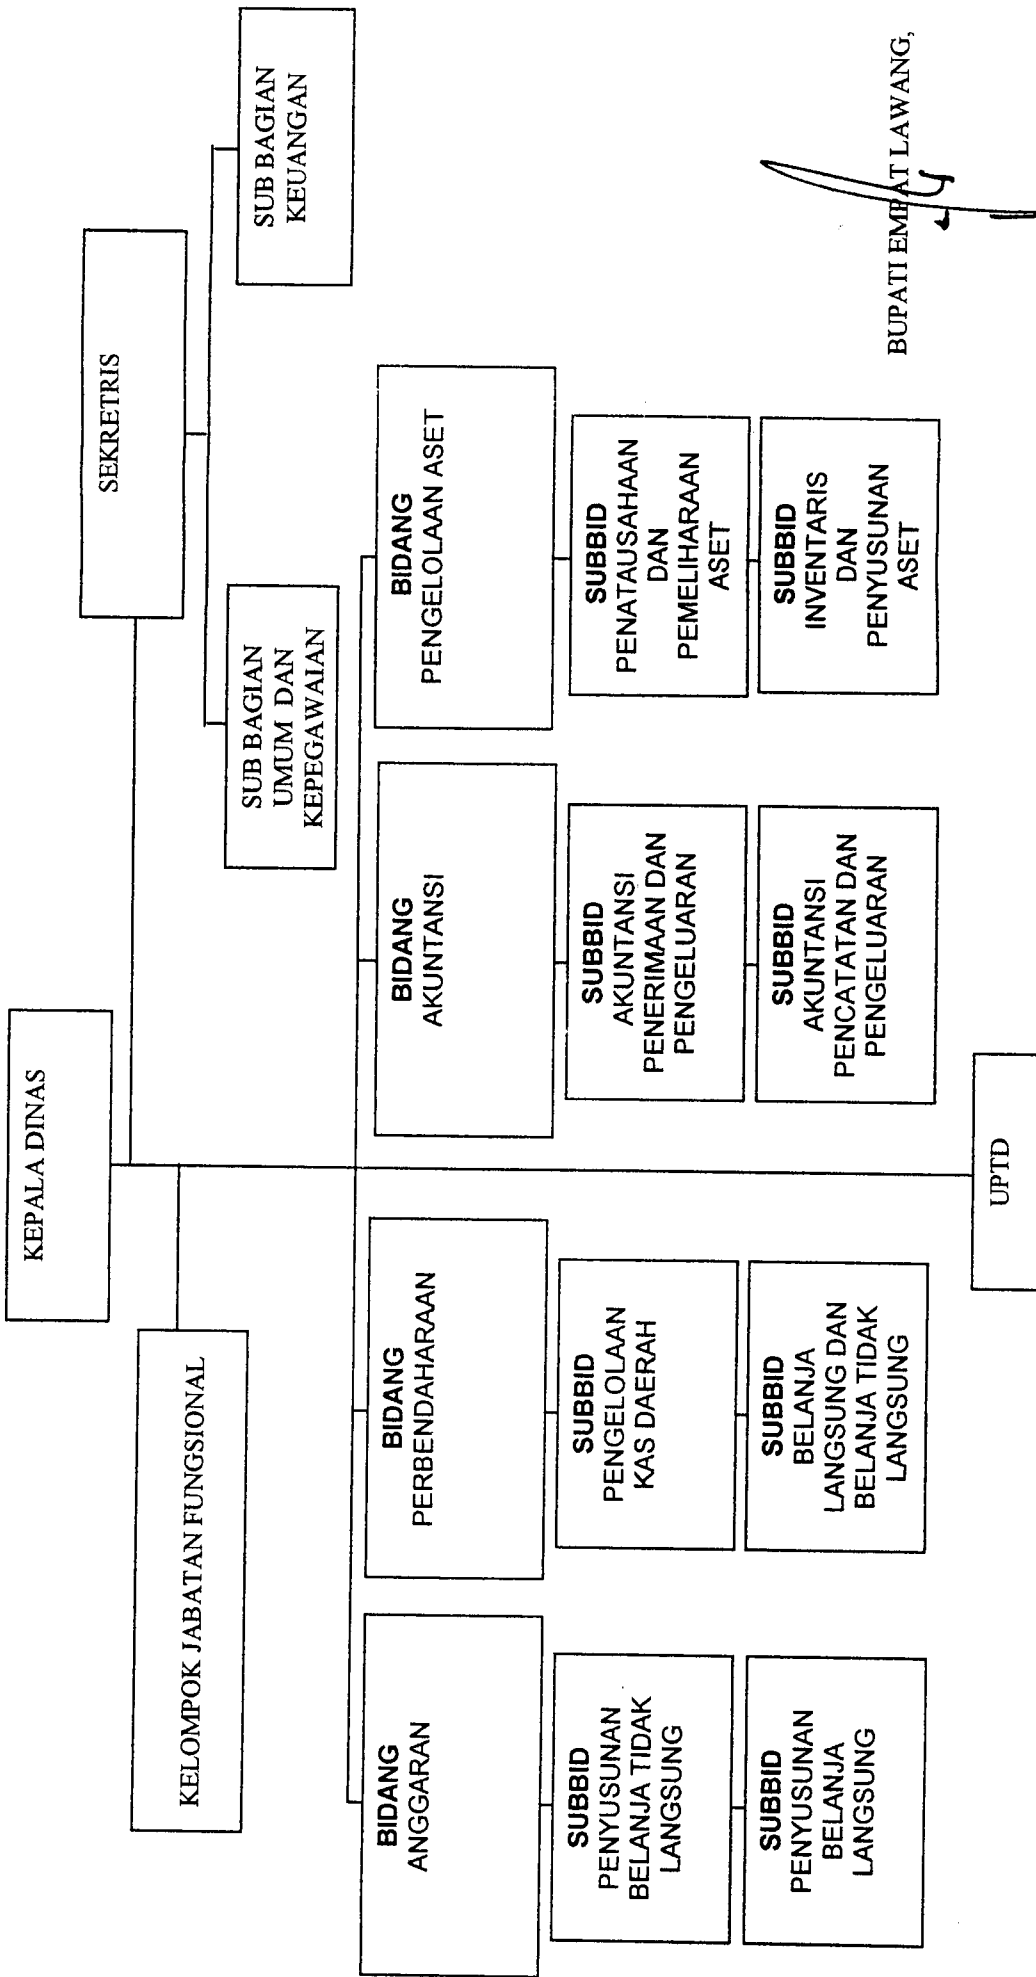 KEPALA DINAS
KELOMPOK JABATAN FUNGSIONAL
SEKRETRIS
SUB BAGIAN
UMUM DAN
KEPEGAWAIAN
SUB BAGIAN
KEUANGAN
BIDANG
ANGGARAN
BIDANG
PERBENDAHARAAN
BIDANG
AKUNTANSI
BIDANG
PENGELOLAAN ASET
SUBBID
PENYUSUNAN
BELANJA TIDAK
LANGSUNG
SUBBID
PENGELOLAAN
KAS DAERAH
SUBBID
AKUNTANSI
PENERIMAAN DAN
PENGELUARAN
SUBBID
PENATAUSAHAAN
DAN
PEMELIHARAAN
ASET
SUBBID
PENYUSUNAN
BELANJA
LANGSUNG
SUBBID
BELANJA
LANGSUNG DAN
BELANJA TIDAK
LANGSUNG
SUBBID
AKUNTANSI
PENCATATAN DAN
PENGELUARAN
SUBBID
INVENTARIS
DAN
PENYUSUNAN
ASET
UPTD
BUPATI EMPAT LAWANG,